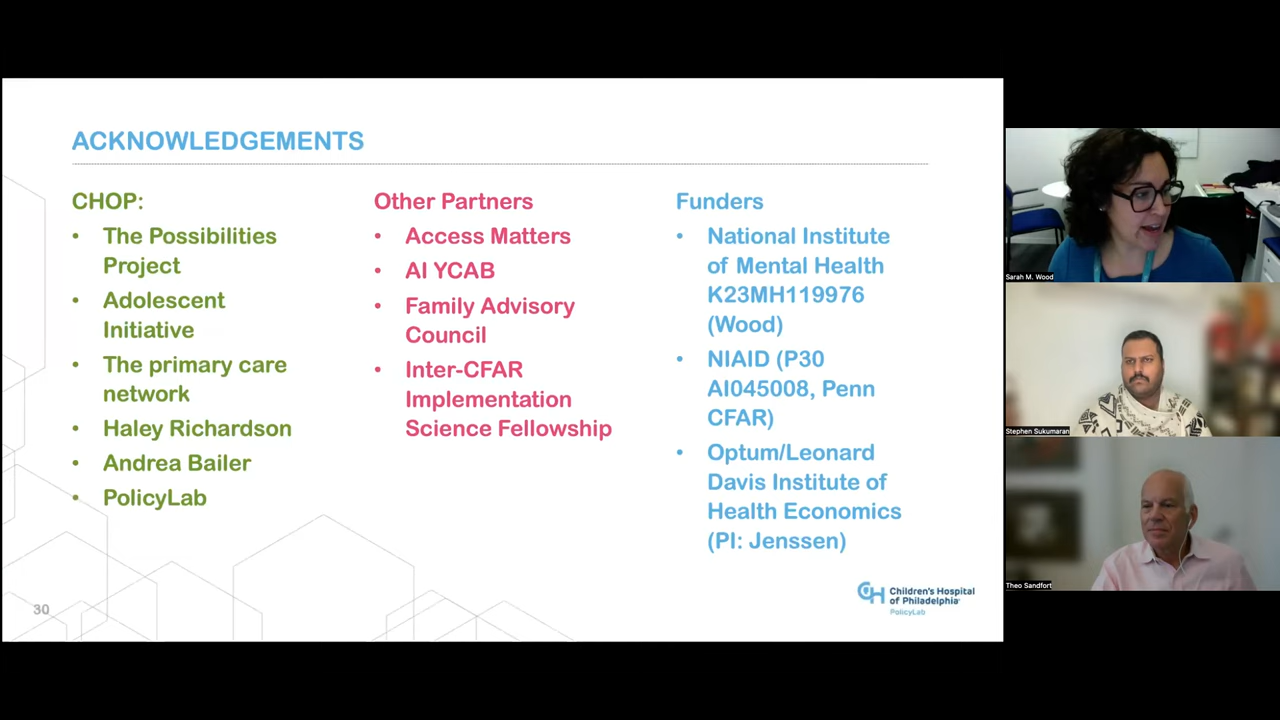 ACKNOWLEDGEMENTS
CHOP:
• The Possibilities
Project
• Adolescent
Initiative
• The primary care
network
• Haley Richardson
• Andrea Bailer
• PolicyLab
Other Partners
• Access Matters
• AI YCAB
• Family Advisory
Council
• Inter-CFAR
Implementation
Science Fellowship
Funders
• National Institute
of Mental Health
K23MH119976
(Wood)
• NIAID (P30
AI045008, Penn
CFAR)
• Optum/Leonard
Davis Institute of
Health Economics
(PI: Jenssen)
30
CH Children's Hospital
of Philadelphia
PolicyLab
Sarah M. Wood
Stephen Sukumaran
Theo Sandfort